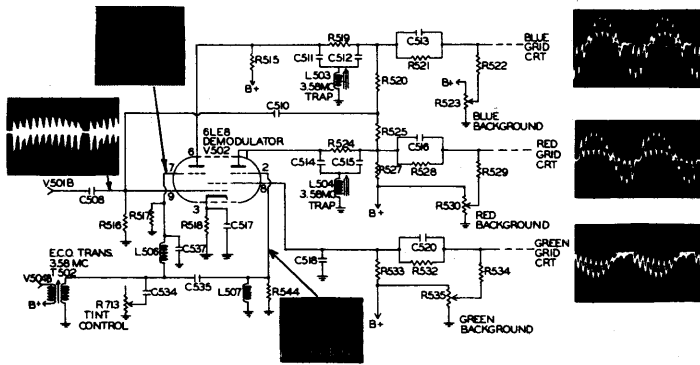 R519
C511
C512
R515
L503
3.58MC
TRAP
B+
C513
R521
R522
BLUE
GRID
CRT
R520
B+
R523
BLUE
BACKGROUND
C510
6LE8
DEMODULATOR
V502
R525
R524
C514
C515
C516
R528
RED
GRID
CRT
R527
R529
L504
3.58MC
TRAP
B+
R530
RED
BACKGROUND
6
7
2
9
8
3
V501B
C508
R516
R517
R518
C517
L506
C537
C518
C520
R532
GREEN
GRID
CRT
R533
R534
R535
B+
GREEN
BACKGROUND
E.C.O. TRANS.
3.58 MC
T502
B+
R713
TINT
CONTROL
C534
C535
L507
R544